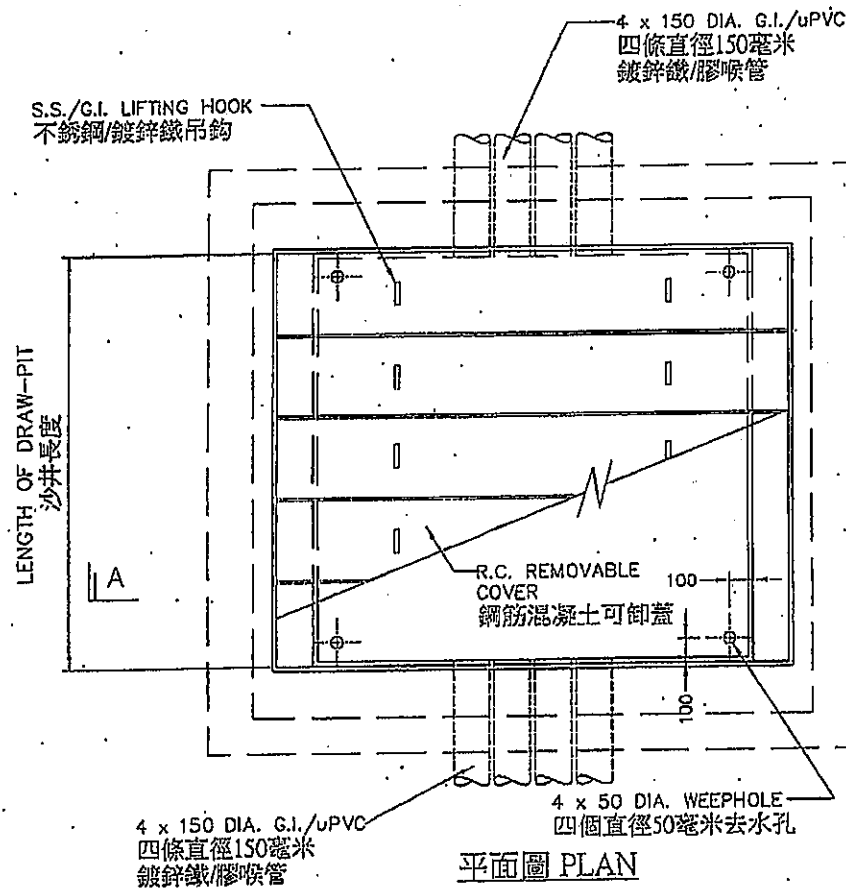 4 x 150 DIA. G.I./uPVC
四條直徑150毫米
鍍鋅鐵/膠喉管
S.S./G.I. LIFTING HOOK
不銹鋼/鍍鋅鐵吊鈎
LENGTH OF DRAW-PIT
沙井長度
A
R.C. REMOVABLE
COVER
鋼筋混凝土可卸蓋
100
100
4 x 150 DIA. G.I./uPVC
四條直徑150毫米
鍍鋅鐵/膠喉管
4 x 50 DIA. WEEPHOLE
四個直徑50毫米去水孔
平面圖 PLAN